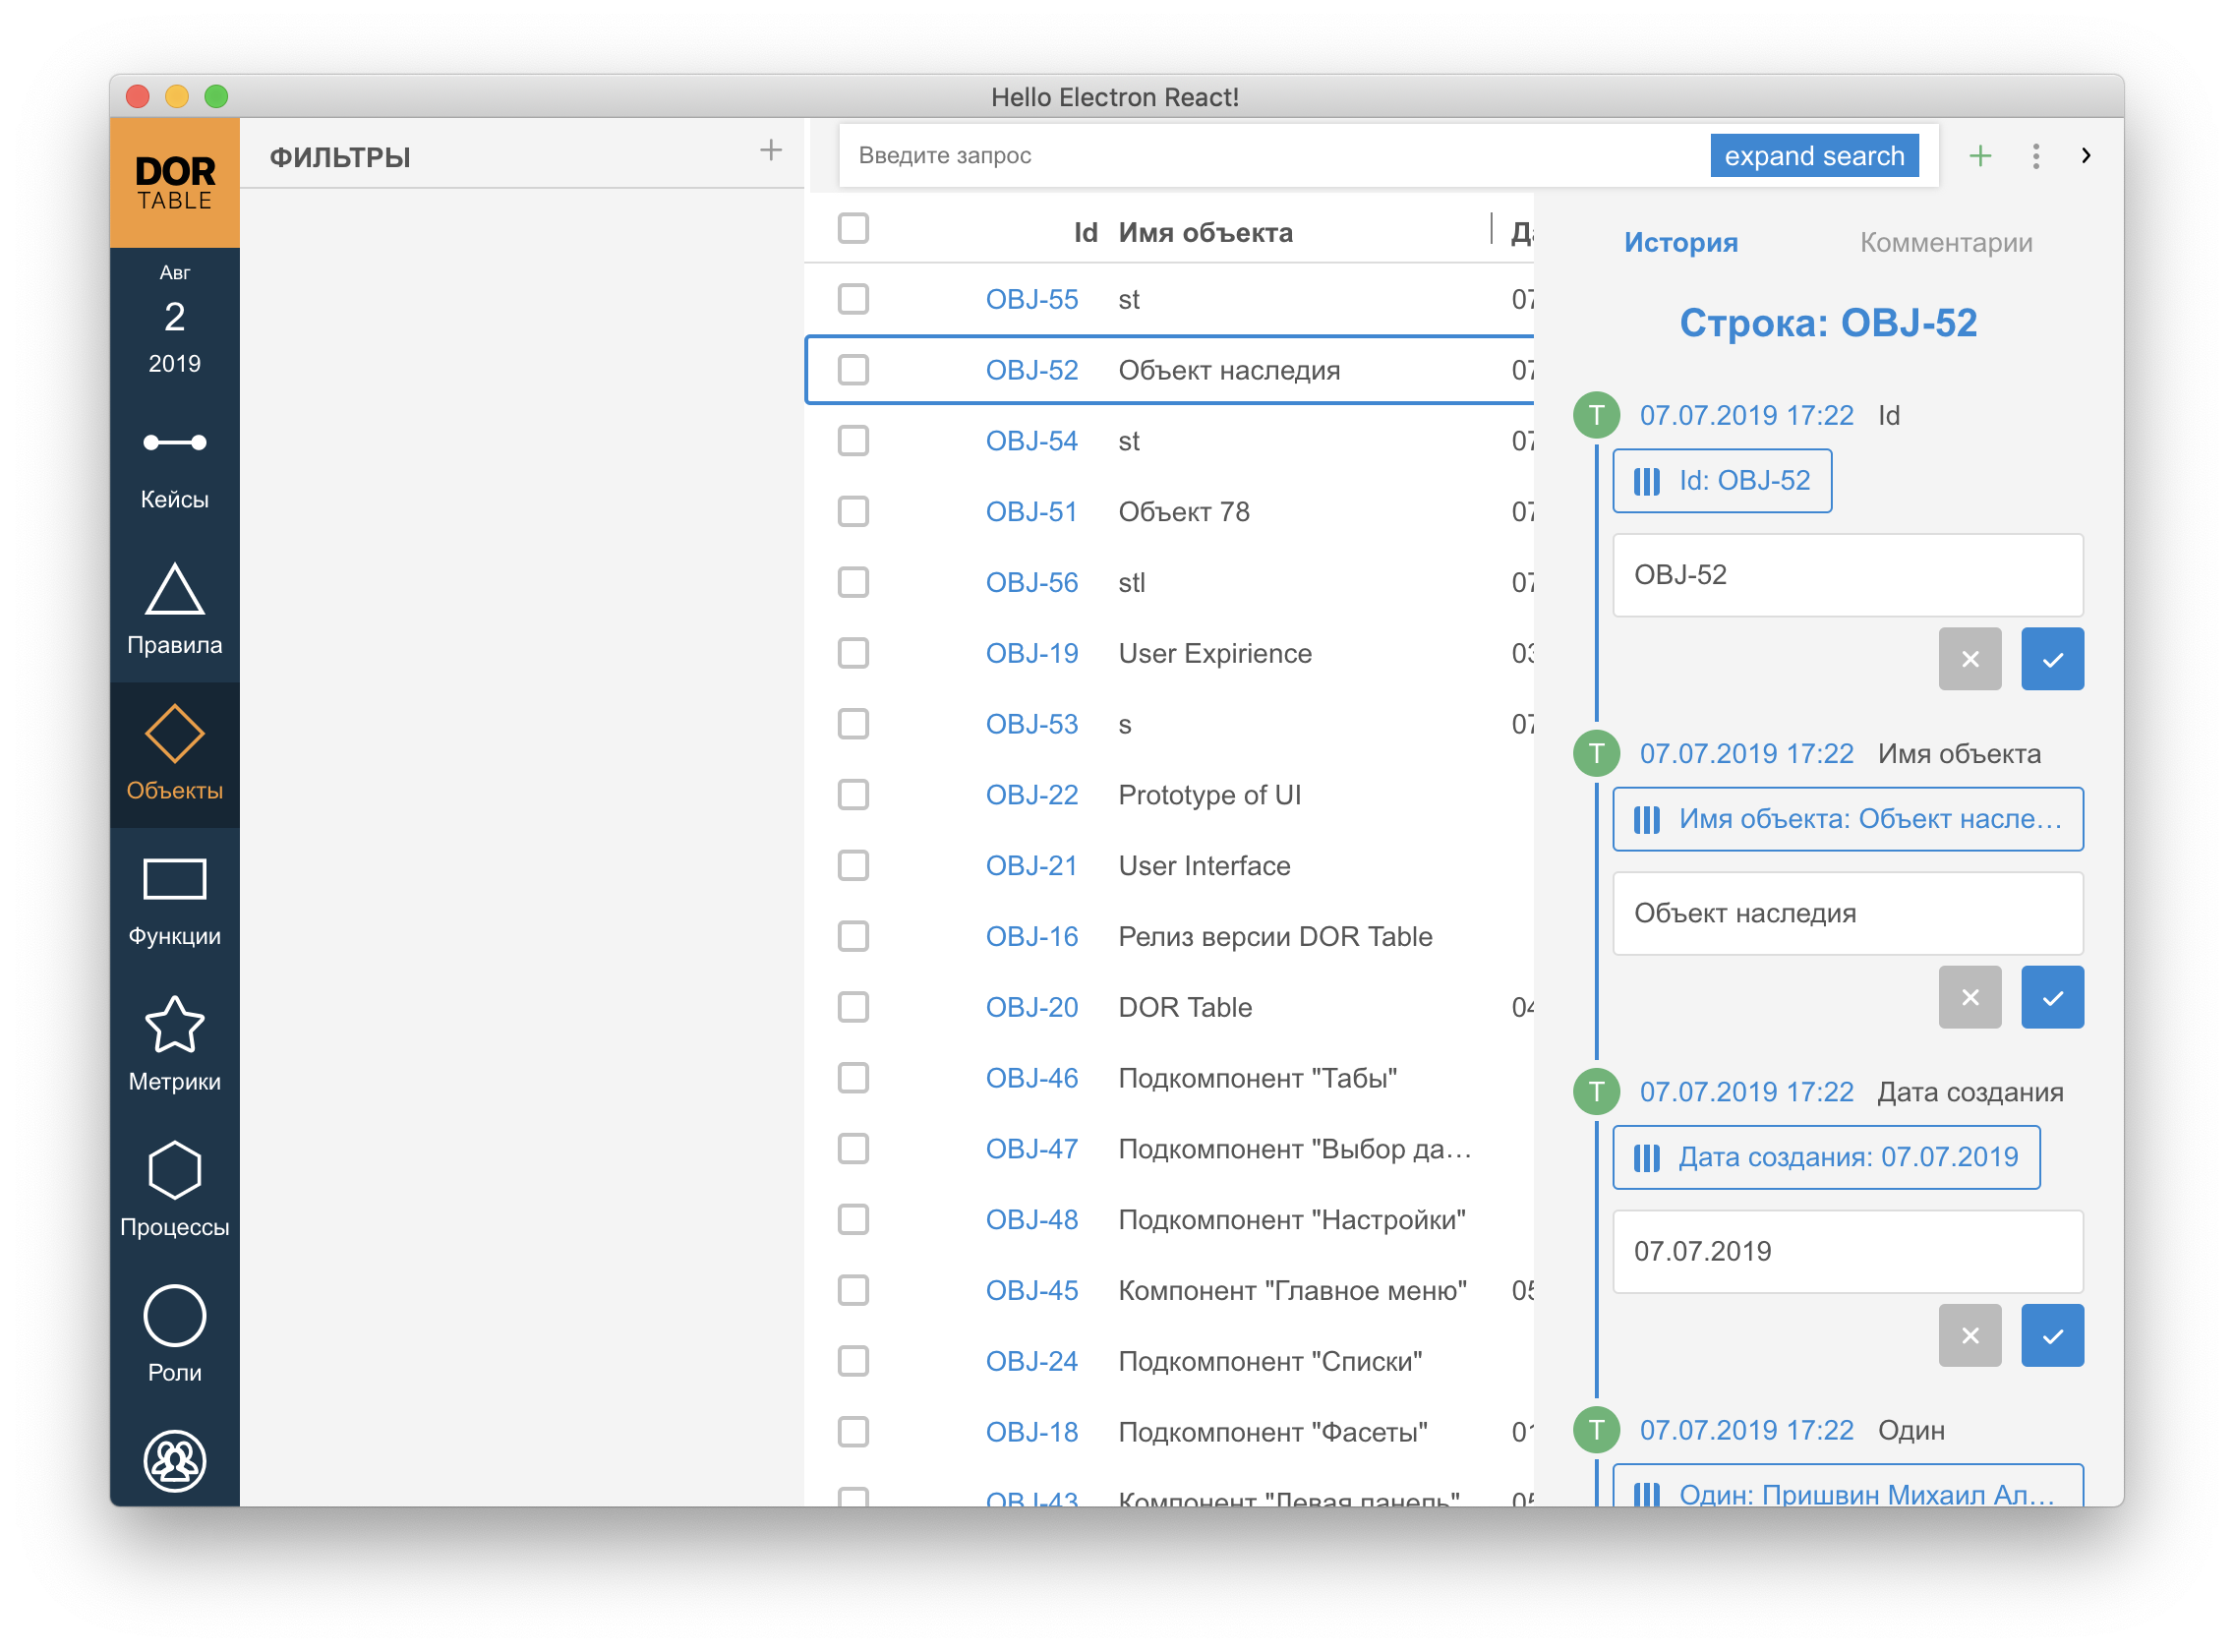 Hello Electron React!
DOR
TABLE
Авг
2
2019
Кейсы
Правила
Объекты
Функции
Метрики
Процессы
Роли
ФИЛЬТРЫ
Введите запрос
expand search
Id Имя объекта
OBJ-55 st 07
OBJ-52 Объект наследия 07
OBJ-54 st 07
OBJ-51 Объект 78 07
OBJ-56 stl 07
OBJ-19 User Expirience 03
OBJ-53 s 07
OBJ-22 Prototype of UI
OBJ-21 User Interface
OBJ-16 Релиз версии DOR Table
OBJ-20 DOR Table 04
OBJ-46 Подкомпонент "Табы"
OBJ-47 Подкомпонент "Выбор да…
OBJ-48 Подкомпонент "Настройки"
OBJ-45 Компонент "Главное меню" 05
OBJ-24 Подкомпонент "Списки"
OBJ-18 Подкомпонент "Фасеты" 01
OBJ-43 Компонент "Левая панель" 05
История Комментарии
Строка: OBJ-52
T 07.07.2019 17:22 Id
Id: OBJ-52
OBJ-52
T 07.07.2019 17:22 Имя объекта
Имя объекта: Объект насле…
Объект наследия
T 07.07.2019 17:22 Дата создания
Дата создания: 07.07.2019
07.07.2019
T 07.07.2019 17:22 Один
Один: Пришвин Михаил Ал…